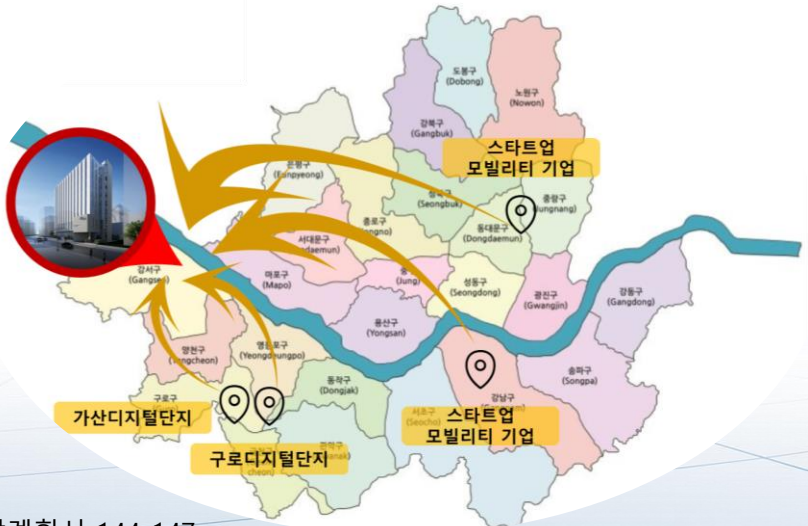 도봉구
(Dobong)
노원구
(Nowon)
강북구
(Gangbuk)
스타트업
모빌리티 기업
은평구
(Eunpyeong)
성북구
(Seongbuk)
중랑구
종로구
서대문구
동대문구
(Dongdaemun)
강서구
마포구
(Mapo)
(Jung)
성동구
(Seongdong)
광진구
(Gwangjin)
강동구
(Gangdong)
용산구
(Yongsan)
양천구
영등포구
(Yeongdeungpo)
송파구
(Songpa)
동작구
(Dongjak)
구로구
강남구
서초구
(Seocho)
가산디지털단지
스타트업
모빌리티 기업
구로디지털단지
144-147